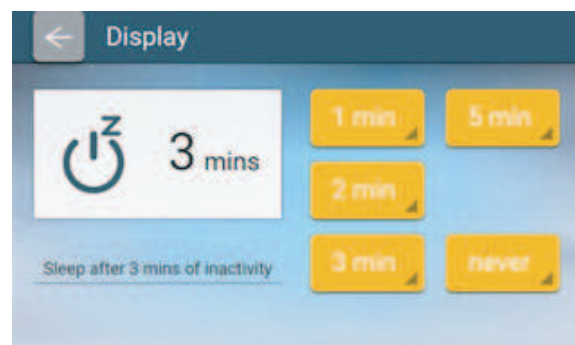 Display
3 mins
Sleep after 3 mins of inactivity
1 min
5 min
2 min
3 min
never